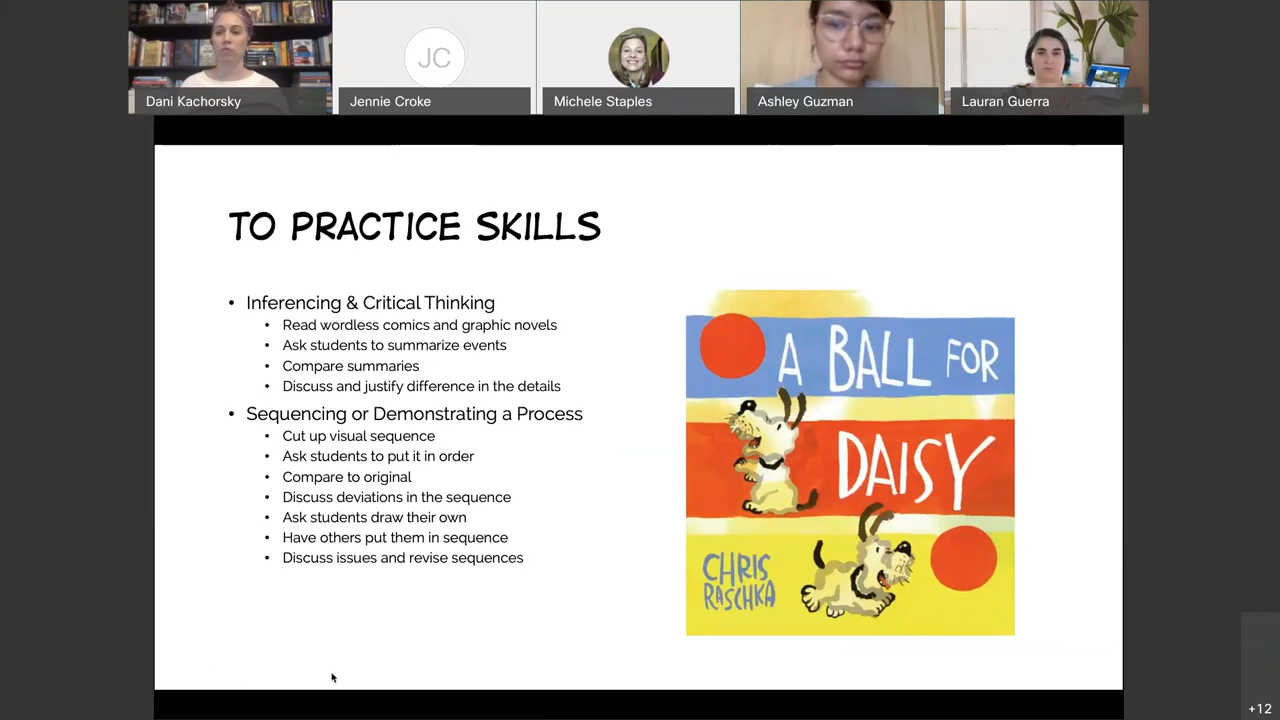 JC
Dani Kachorsky
Jennie Croke
Michele Staples
Ashley Guzman
Lauran Guerra
TO PRACTICE SKILLS
• Inferencing & Critical Thinking
• Read wordless comics and graphic novels
• Ask students to summarize events
• Compare summaries
• Discuss and justify difference in the details
• Sequencing or Demonstrating a Process
• Cut up visual sequence
• Ask students to put it in order
• Compare to original
• Discuss deviations in the sequence
• Ask students draw their own
• Have others put them in sequence
• Discuss issues and revise sequences
A BALL FOR
DAISY
CHRIS
RASCHKA
+12